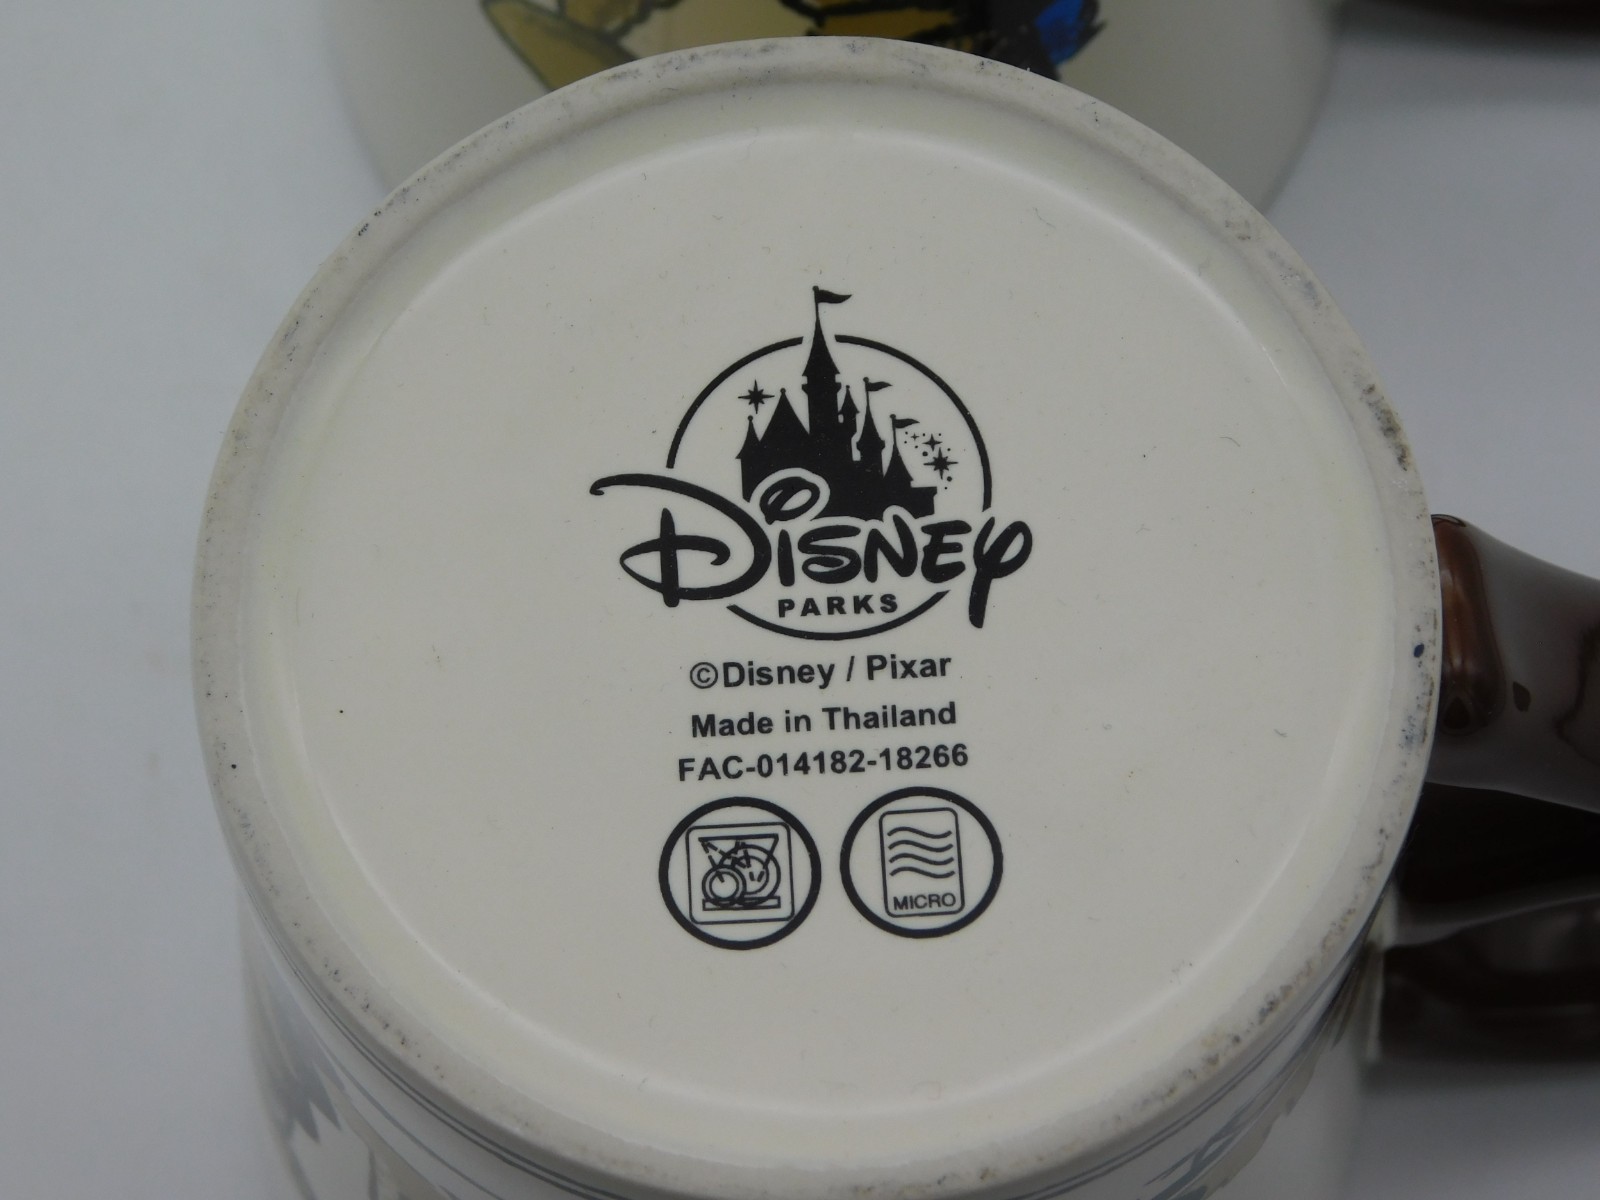 Disney
PARKS
©Disney / Pixar
Made in Thailand
FAC-014182-18266
MICRO